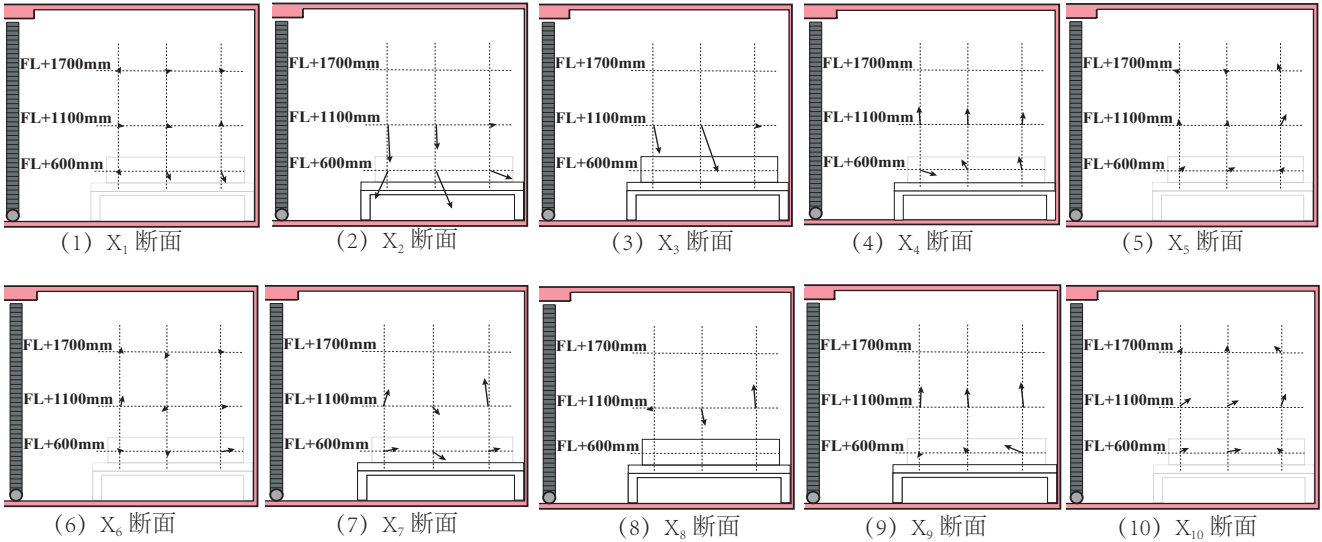 FL+1700mm
FL+1100mm
FL+600mm
(1) X₁ 断面
FL+1700mm
FL+1100mm
FL+600mm
(2) X₂ 断面
FL+1700mm
FL+1100mm
FL+600mm
(3) X₃ 断面
FL+1700mm
FL+1100mm
FL+600mm
(4) X₄ 断面
FL+1700mm
FL+1100mm
FL+600mm
(5) X₅ 断面
FL+1700mm
FL+1100mm
FL+600mm
(6) X₆ 断面
FL+1700mm
FL+1100mm
FL+600mm
(7) X₇ 断面
FL+1700mm
FL+1100mm
FL+600mm
(8) X₈ 断面
FL+1700mm
FL+1100mm
FL+600mm
(9) X₉ 断面
FL+1700mm
FL+1100mm
FL+600mm
(10) X₁₀ 断面